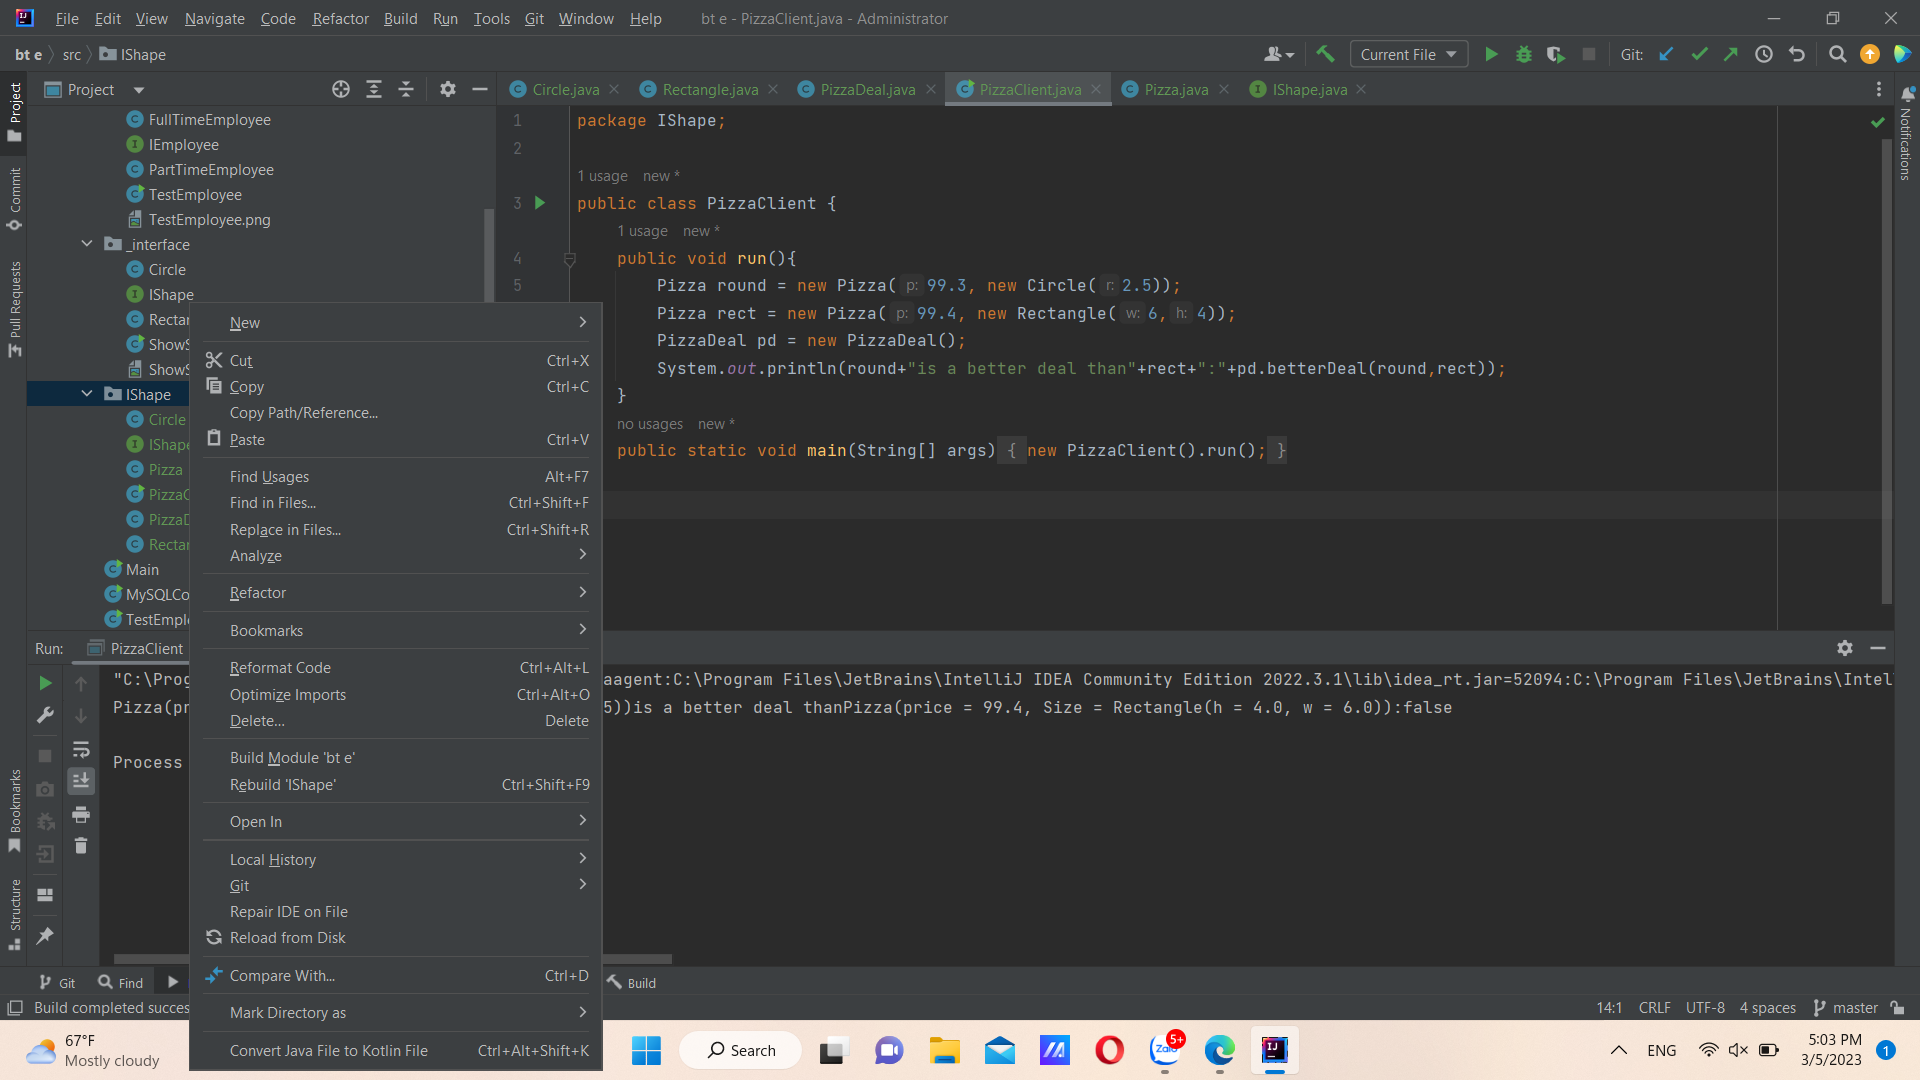 File Edit View Navigate Code Refactor Build Run Tools Git Window Help bt e - PizzaClient.java - Administrator
bt e src IShape Current File Git:
Project Circle.java Rectangle.java PizzaDeal.java PizzaClient.java Pizza.java IShape.java
Project
Commit
Pull Requests
Bookmarks
Structure
Notifications
FullTimeEmployee
IEmployee
PartTimeEmployee
TestEmployee
TestEmployee.png
_interface
Circle
IShape
Rectan
ShowS
ShowS
IShape
Circle
IShape
Pizza
PizzaC
PizzaD
Rectan
Main
MySQLCo
TestEmplo
1 package IShape;
2
1 usage new *
3 public class PizzaClient {
1 usage new *
4 public void run(){
5 Pizza round = new Pizza( p: 99.3, new Circle( r: 2.5));
Pizza rect = new Pizza( p: 99.4, new Rectangle( w: 6, h: 4));
PizzaDeal pd = new PizzaDeal();
System.out.println(round+"is a better deal than"+rect+":"+pd.betterDeal(round,rect));
}
no usages new *
public static void main(String[] args) { new PizzaClient().run(); }
New
Cut Ctrl+X
Copy Ctrl+C
Copy Path/Reference...
Paste Ctrl+V
Find Usages Alt+F7
Find in Files... Ctrl+Shift+F
Replace in Files... Ctrl+Shift+R
Analyze
Refactor
Bookmarks
Reformat Code Ctrl+Alt+L
Optimize Imports Ctrl+Alt+O
Delete... Delete
Build Module 'bt e'
Rebuild 'IShape' Ctrl+Shift+F9
Open In
Local History
Git
Repair IDE on File
Reload from Disk
Compare With... Ctrl+D
Mark Directory as
Convert Java File to Kotlin File Ctrl+Alt+Shift+K
Run: PizzaClient
"C:\Prog aagent:C:\Program Files\JetBrains\IntelliJ IDEA Community Edition 2022.3.1\lib\idea_rt.jar=52094:C:\Program Files\JetBrains\Intel
Pizza(pr 5))is a better deal thanPizza(price = 99.4, Size = Rectangle(h = 4.0, w = 6.0)):false
Process
Git Find Build
Build completed succes 14:1 CRLF UTF-8 4 spaces master
67°F
Mostly cloudy
Search
Zalo 5+
ENG
5:03 PM
3/5/2023
1